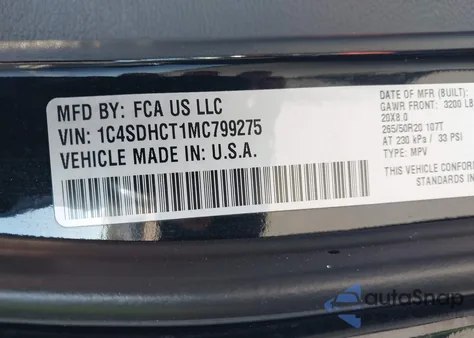 MFD BY: FCA US LLC
VIN: 1C4SDHCT1MC799275
VEHICLE MADE IN: U.S.A.
DATE OF MFR (BUILT):
GAWR FRONT: 3200 LB
20X8.0
265/50R20 107T
AT 230 kPa / 33 PSI
TYPE: MPV
THIS VEHICLE CONFOR
STANDARDS IN
autoSnap